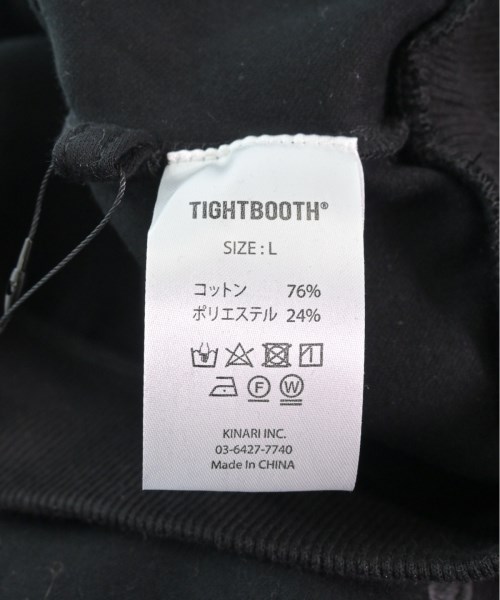 TIGHTBOOTH®
SIZE : L
コットン 76%
ポリエステル 24%
F W
KINARI INC.
03-6427-7740
Made In CHINA